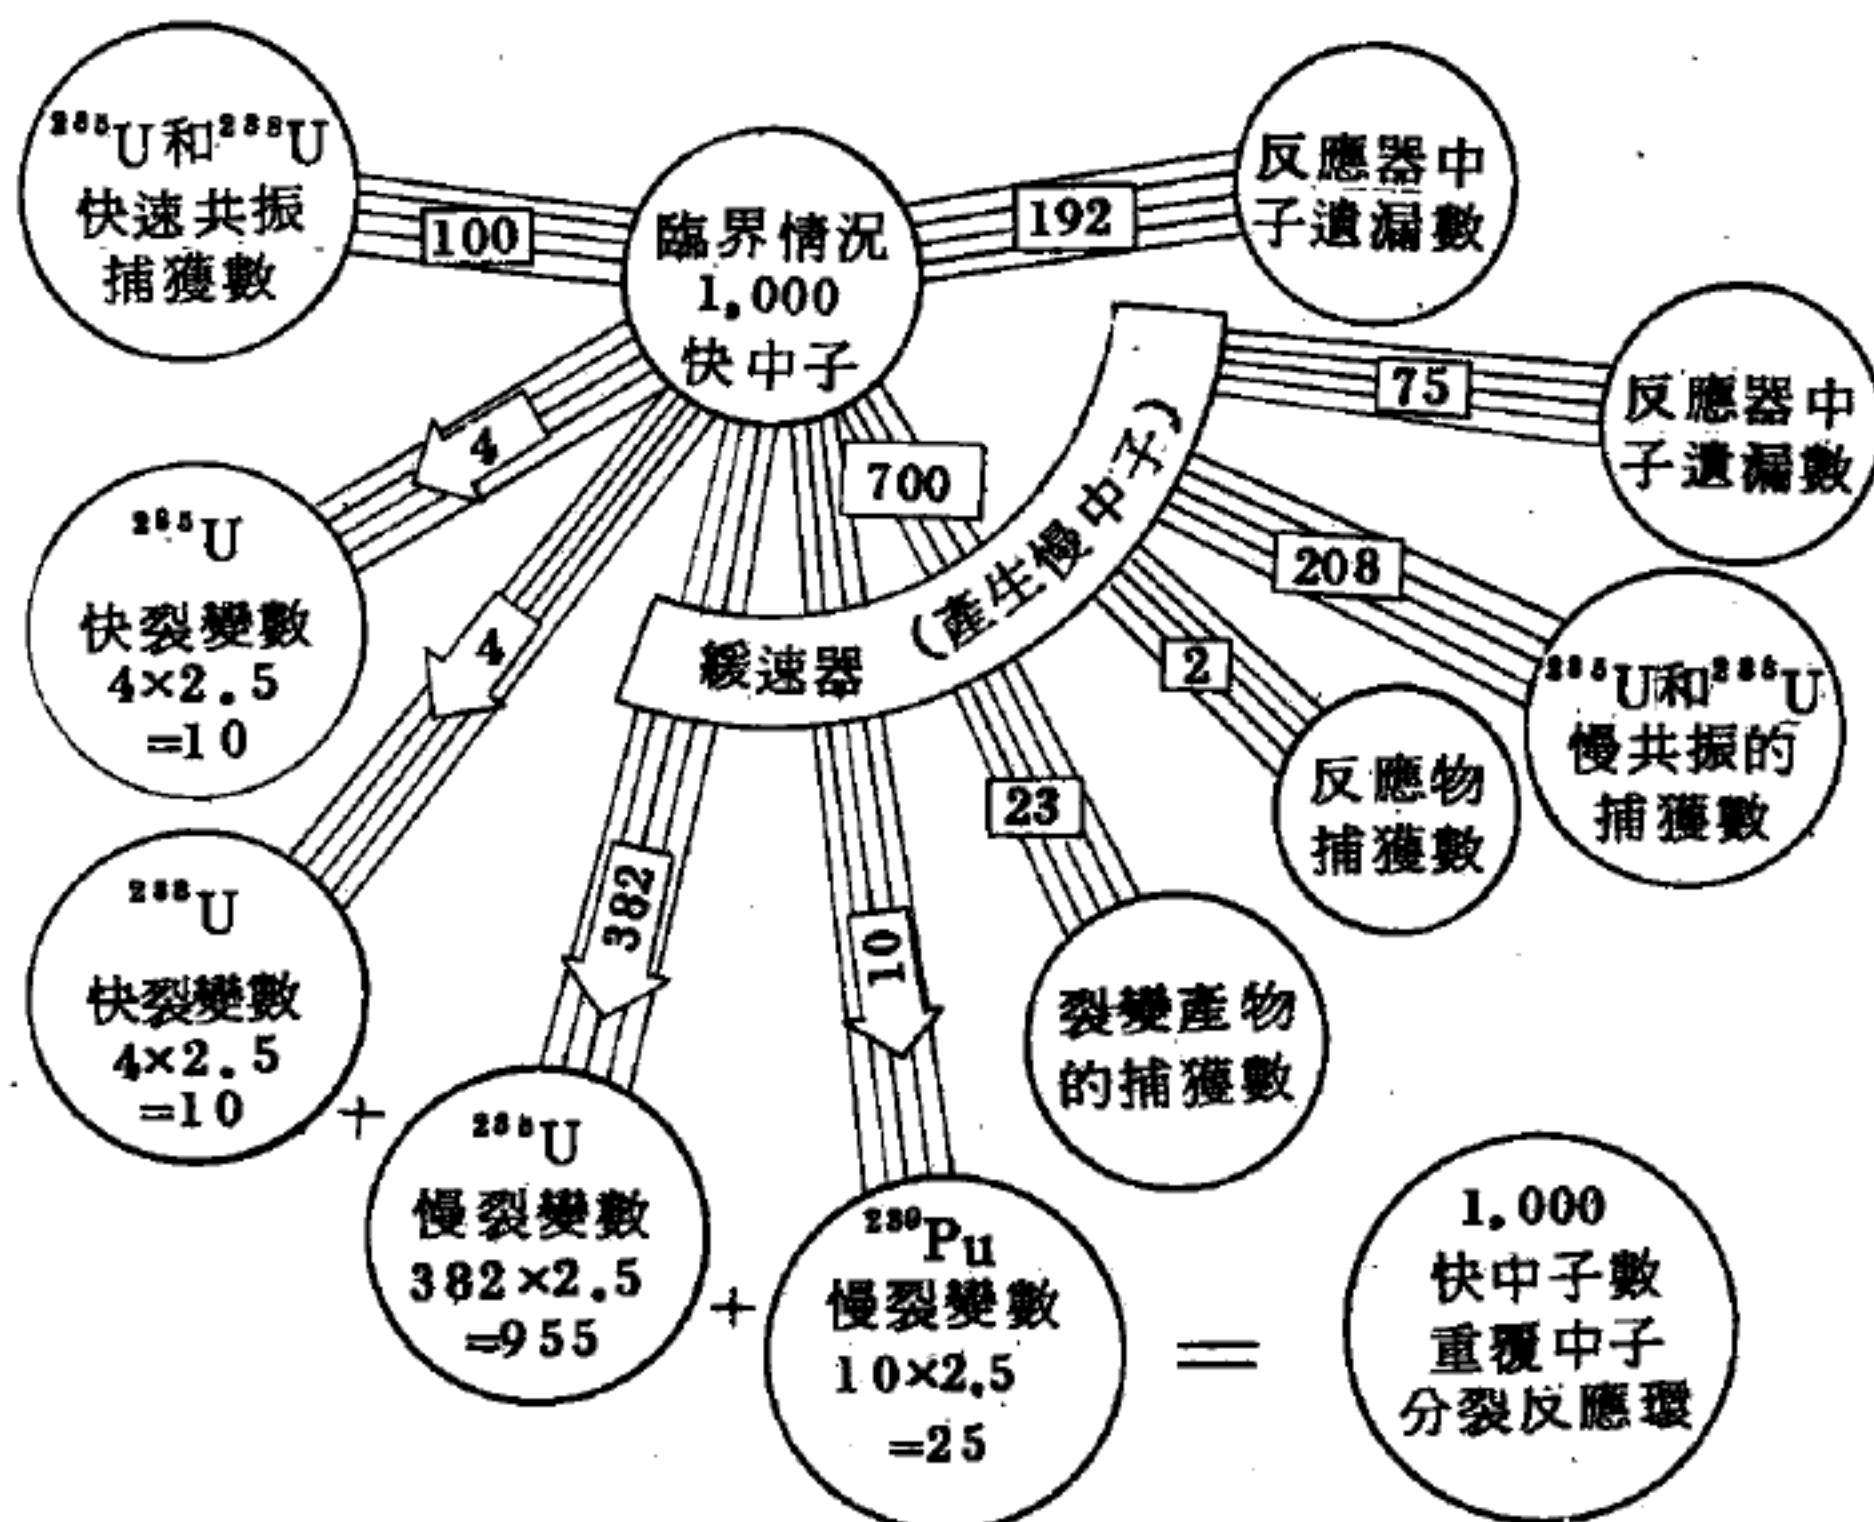 ²³⁵U和²³⁸U
快速共振
捕獲數
100
臨界情況
1,000
快中子
192
反應器中
子遺漏數
75
反應器中
子遺漏數
700
4
²³⁵U
快裂變數
4×2.5
=10
4
²³⁸U
快裂變數
4×2.5
=10
+
緩速器 (產生慢中子)
208
²³⁵U和²³⁸U
慢共振的
捕獲數
2
反應物
捕獲數
23
裂變產物
的捕獲數
382
²³⁵U
慢裂變數
382×2.5
=955
+
10
²³⁹Pu
慢裂變數
10×2.5
=25
=
1,000
快中子數
重覆中子
分裂反應環